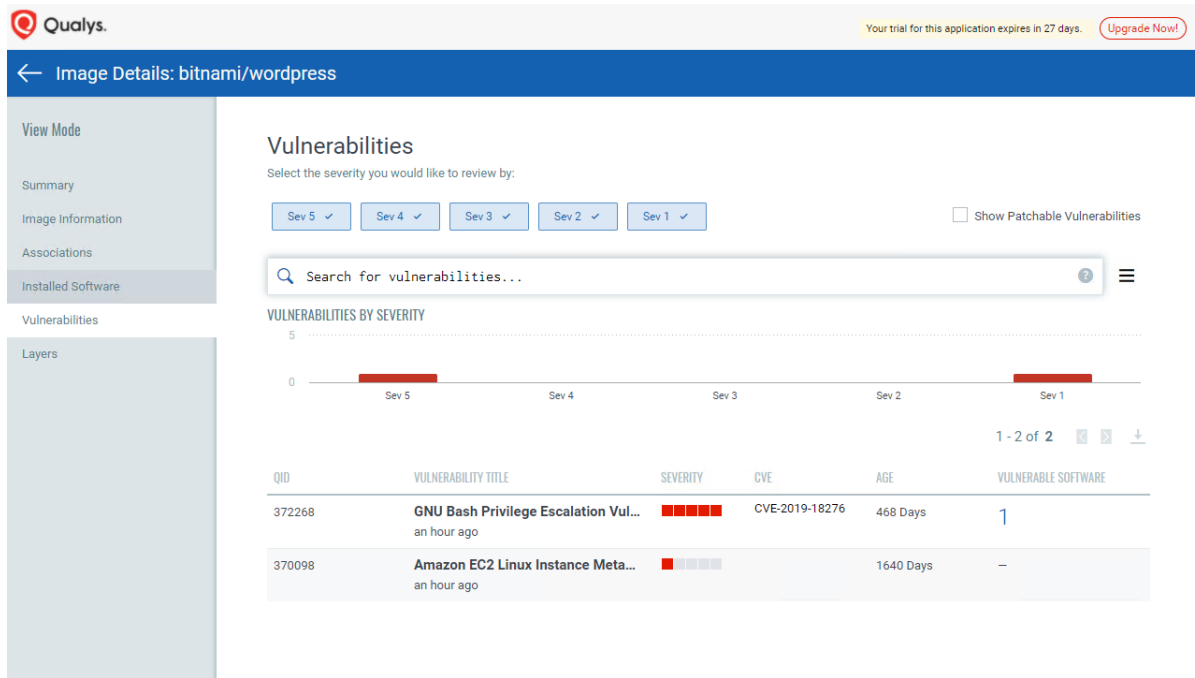 Qualys.
Your trial for this application expires in 27 days. Upgrade Now!
Image Details: bitnami/wordpress
View Mode
Summary
Image Information
Associations
Installed Software
Vulnerabilities
Layers
Vulnerabilities
Select the severity you would like to review by:
Sev 5 Sev 4 Sev 3 Sev 2 Sev 1 Show Patchable Vulnerabilities
Search for vulnerabilities... ?
VULNERABILITIES BY SEVERITY
5
0
Sev 5 Sev 4 Sev 3 Sev 2 Sev 1
1 - 2 of 2
QID VULNERABILITY TITLE SEVERITY CVE AGE VULNERABLE SOFTWARE
372268 GNU Bash Privilege Escalation Vul... CVE-2019-18276 468 Days 1
an hour ago
370098 Amazon EC2 Linux Instance Meta... 1640 Days –
an hour ago